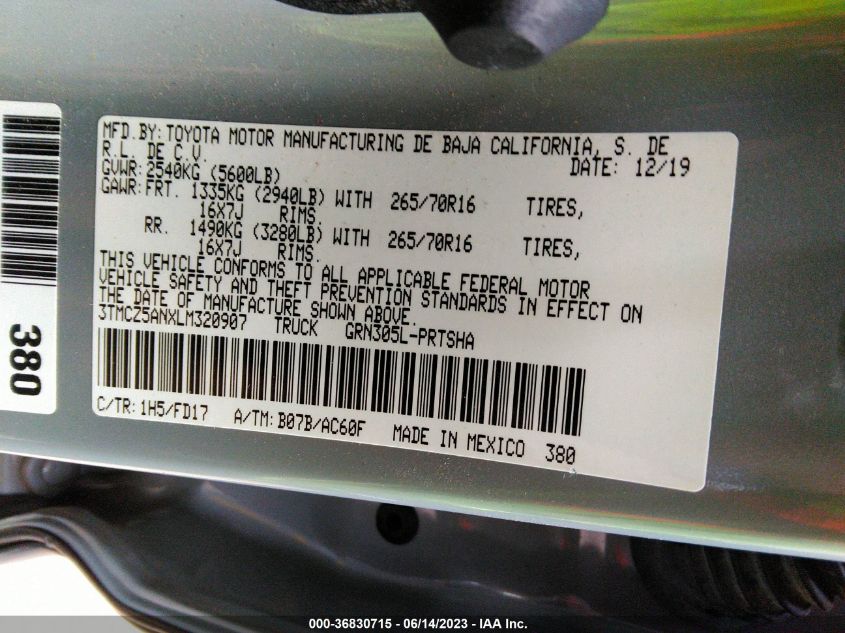 MFD.BY: TOYOTA MOTOR MANUFACTURING DE BAJA CALIFORNIA, S. DE
R.L. DE C.V. DATE: 12/19
GVWR: 2540KG (5600LB)
GAWR: FRT. 1335KG (2940LB) WITH 265/70R16 TIRES,
16X7J RIMS.
RR. 1490KG (3280LB) WITH 265/70R16 TIRES,
16X7J RIMS.
THIS VEHICLE CONFORMS TO ALL APPLICABLE FEDERAL MOTOR
VEHICLE SAFETY AND THEFT PREVENTION STANDARDS IN EFFECT ON
THE DATE OF MANUFACTURE SHOWN ABOVE.
3TMCZ5ANXLM320907 TRUCK GRN305L-PRTSHA
C/TR: 1H5/FD17 A/TM: B07B/AC60F MADE IN MEXICO 380
380
000-36830715 - 06/14/2023 - IAA Inc.